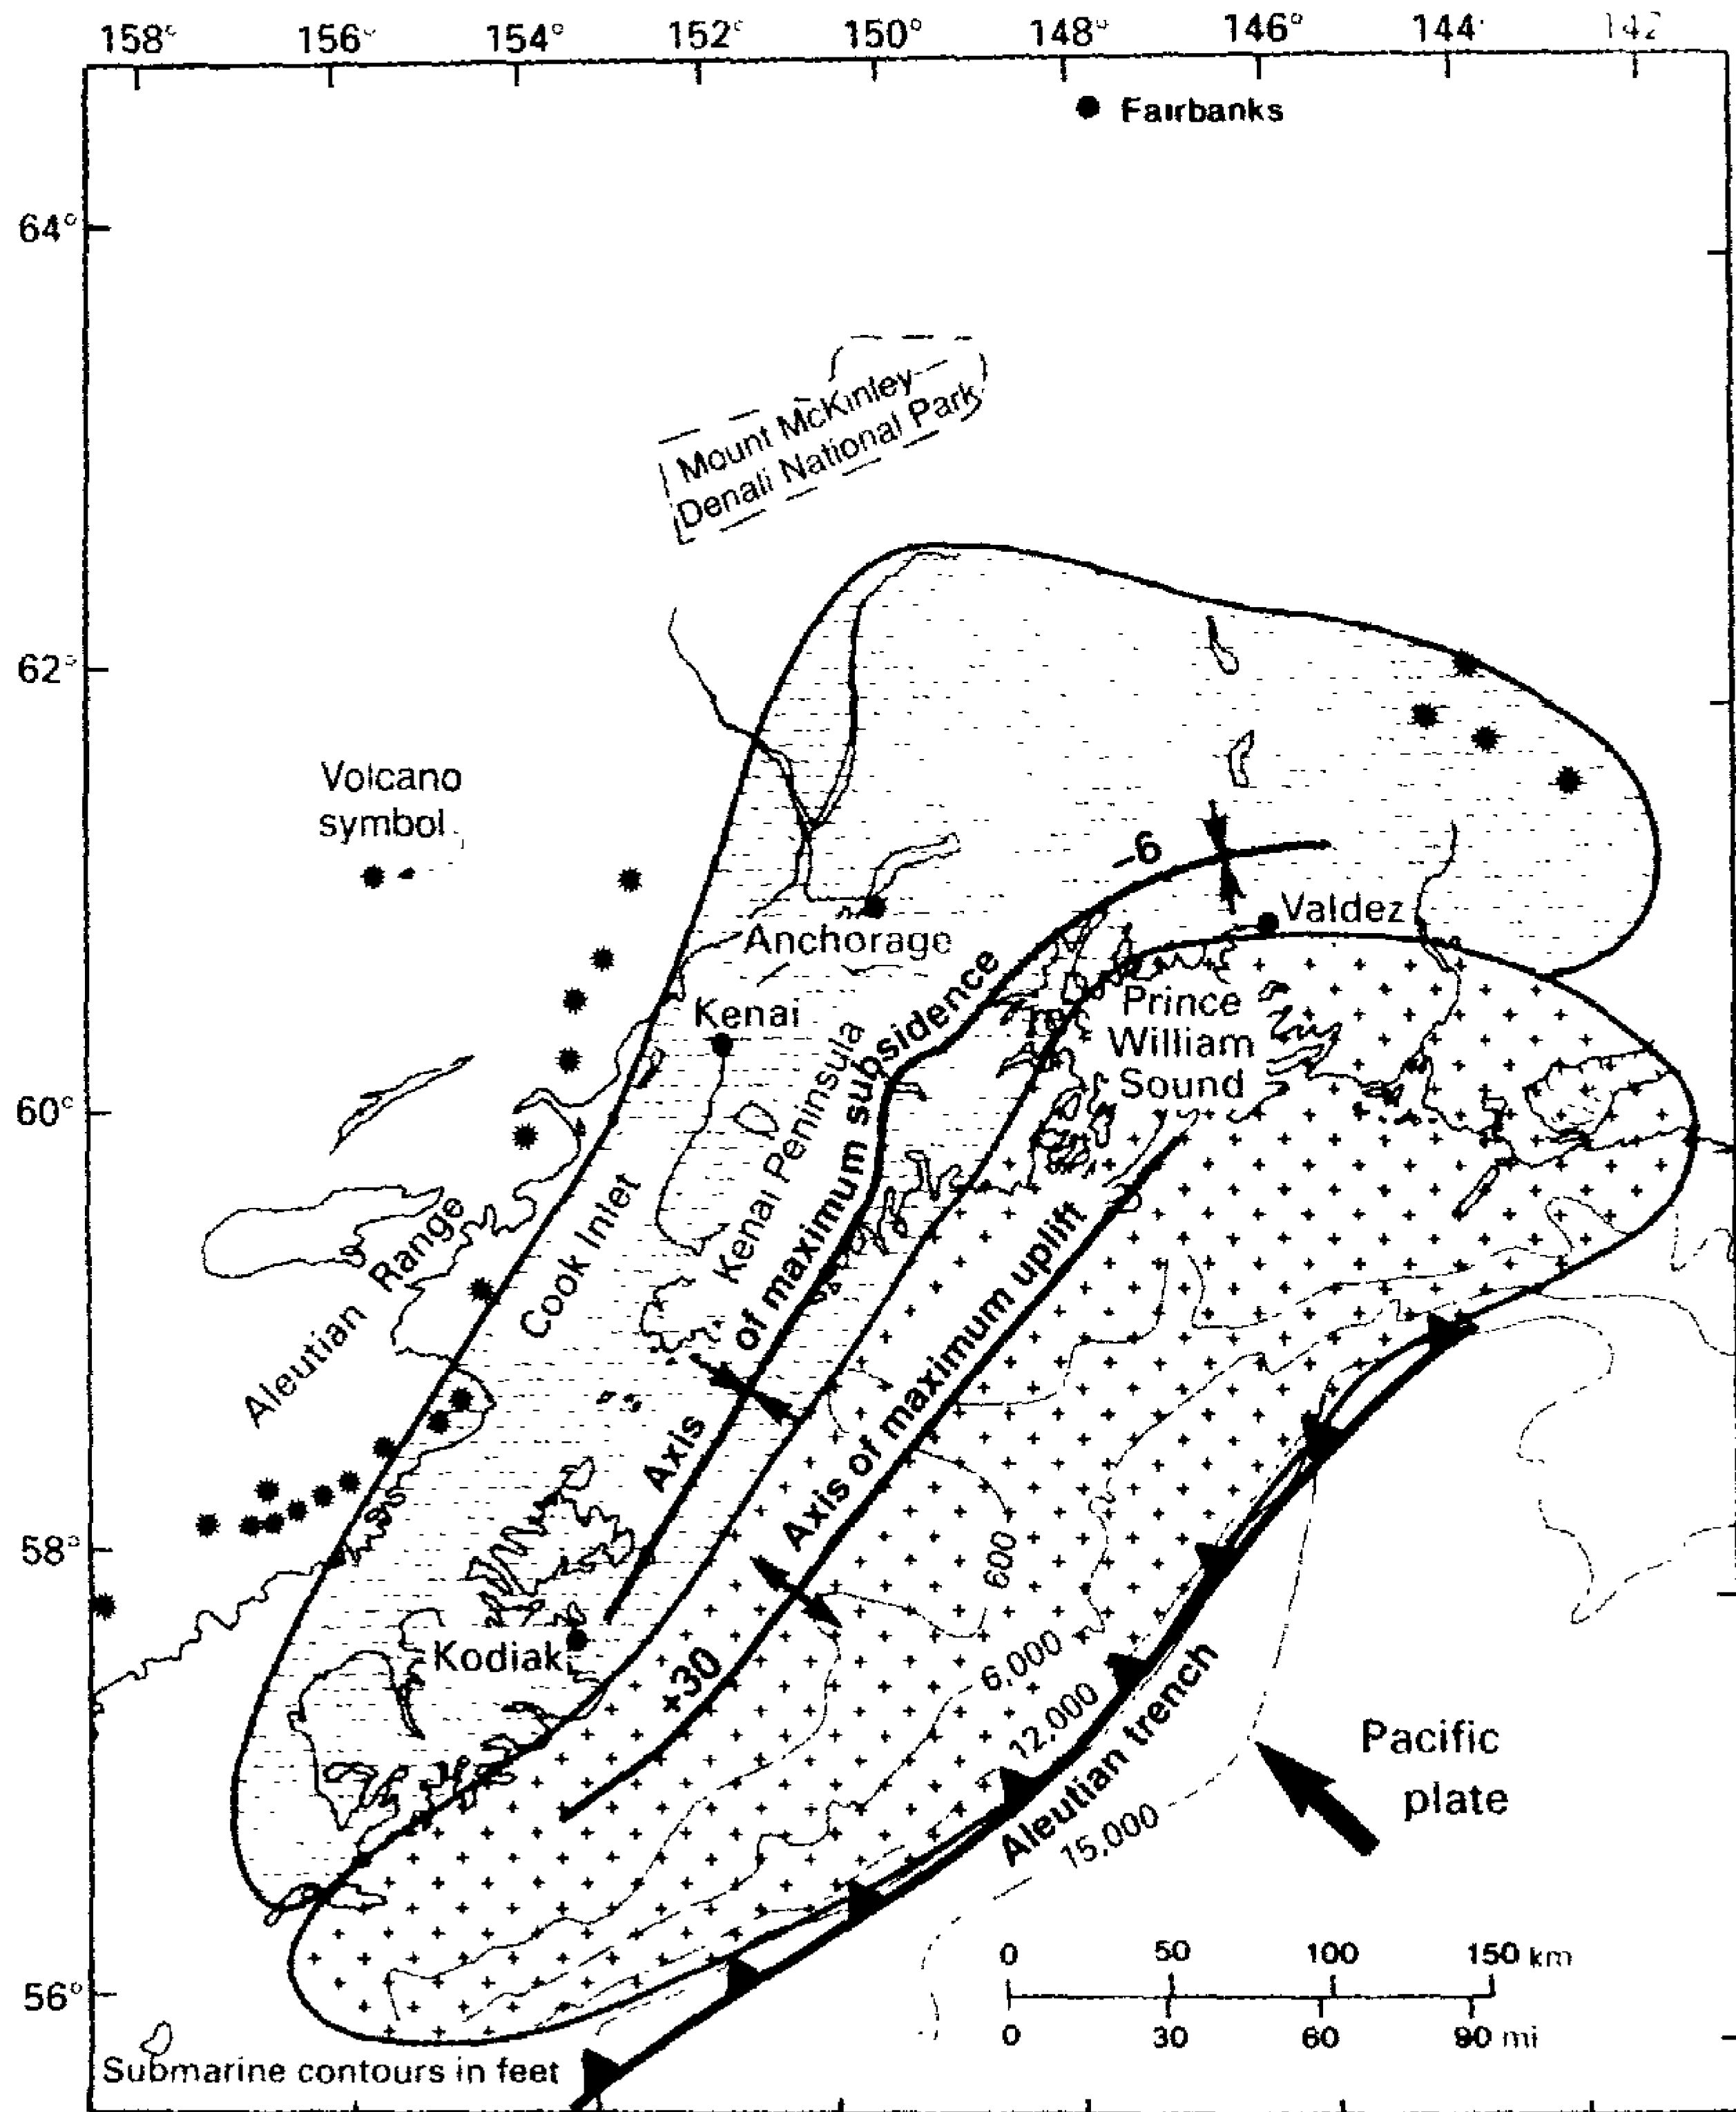 158° 156° 154° 152° 150° 148° 146° 144° 142
Fairbanks
64°
Mount McKinley
Denali National Park
62°
Volcano
symbol
-6
Valdez
Anchorage
Kenai
Prince
William
Sound
60°
Kenai Peninsula
Cook Inlet
Aleutian Range
Axis of maximum subsidence
Axis of maximum uplift
58°
600
Kodiak
+30
6,000
12,000
Aleutian trench
15,000
Pacific
plate
0 50 100 150 km
56°
0 30 60 90 mi
Submarine contours in feet